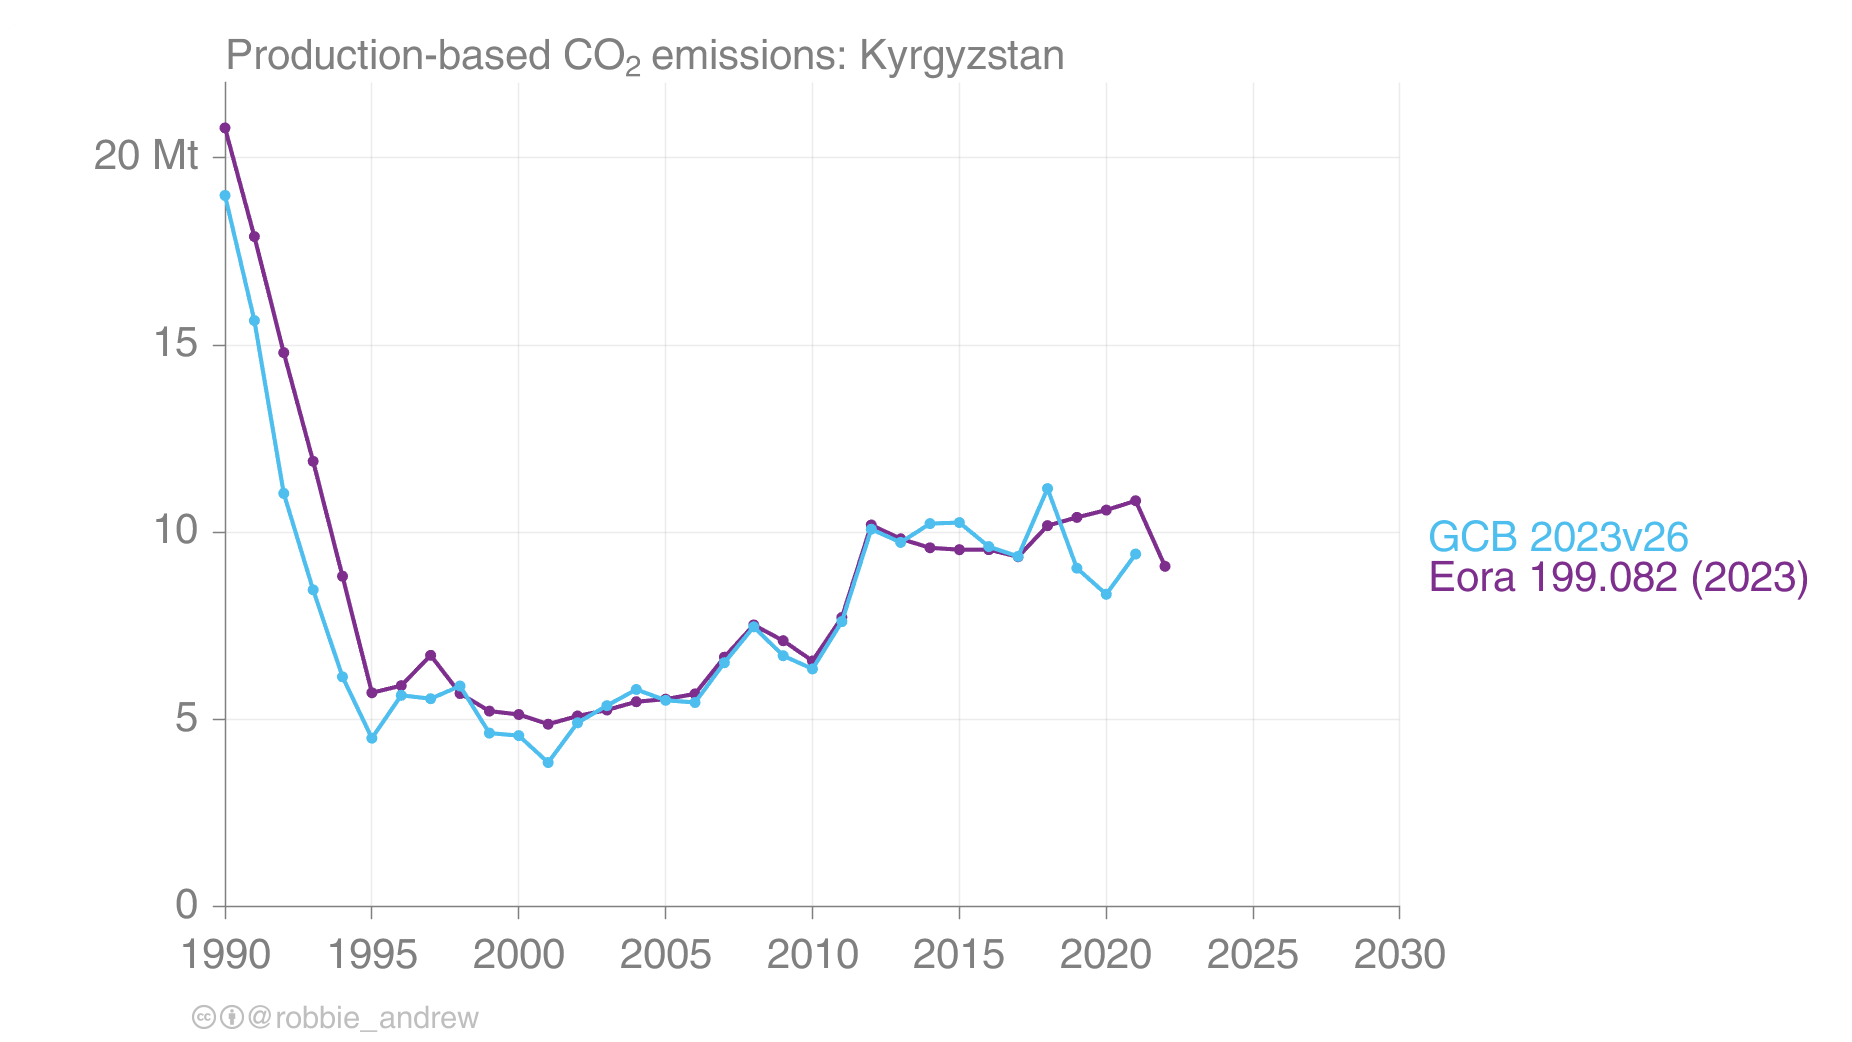 Production-based CO₂ emissions: Kyrgyzstan
20 Mt
15
10
5
0
1990 1995 2000 2005 2010 2015 2020 2025 2030
GCB 2023v26
Eora 199.082 (2023)
cc @robbie_andrew